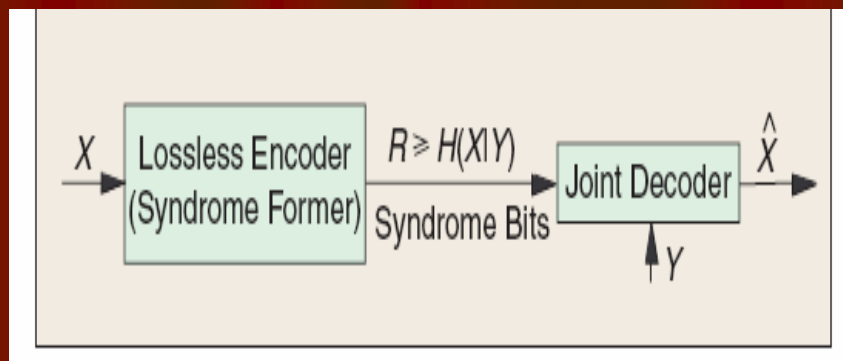 X
Lossless Encoder
(Syndrome Former)
R ⩾ H(X|Y)
Syndrome Bits
Joint Decoder
X̂
Y